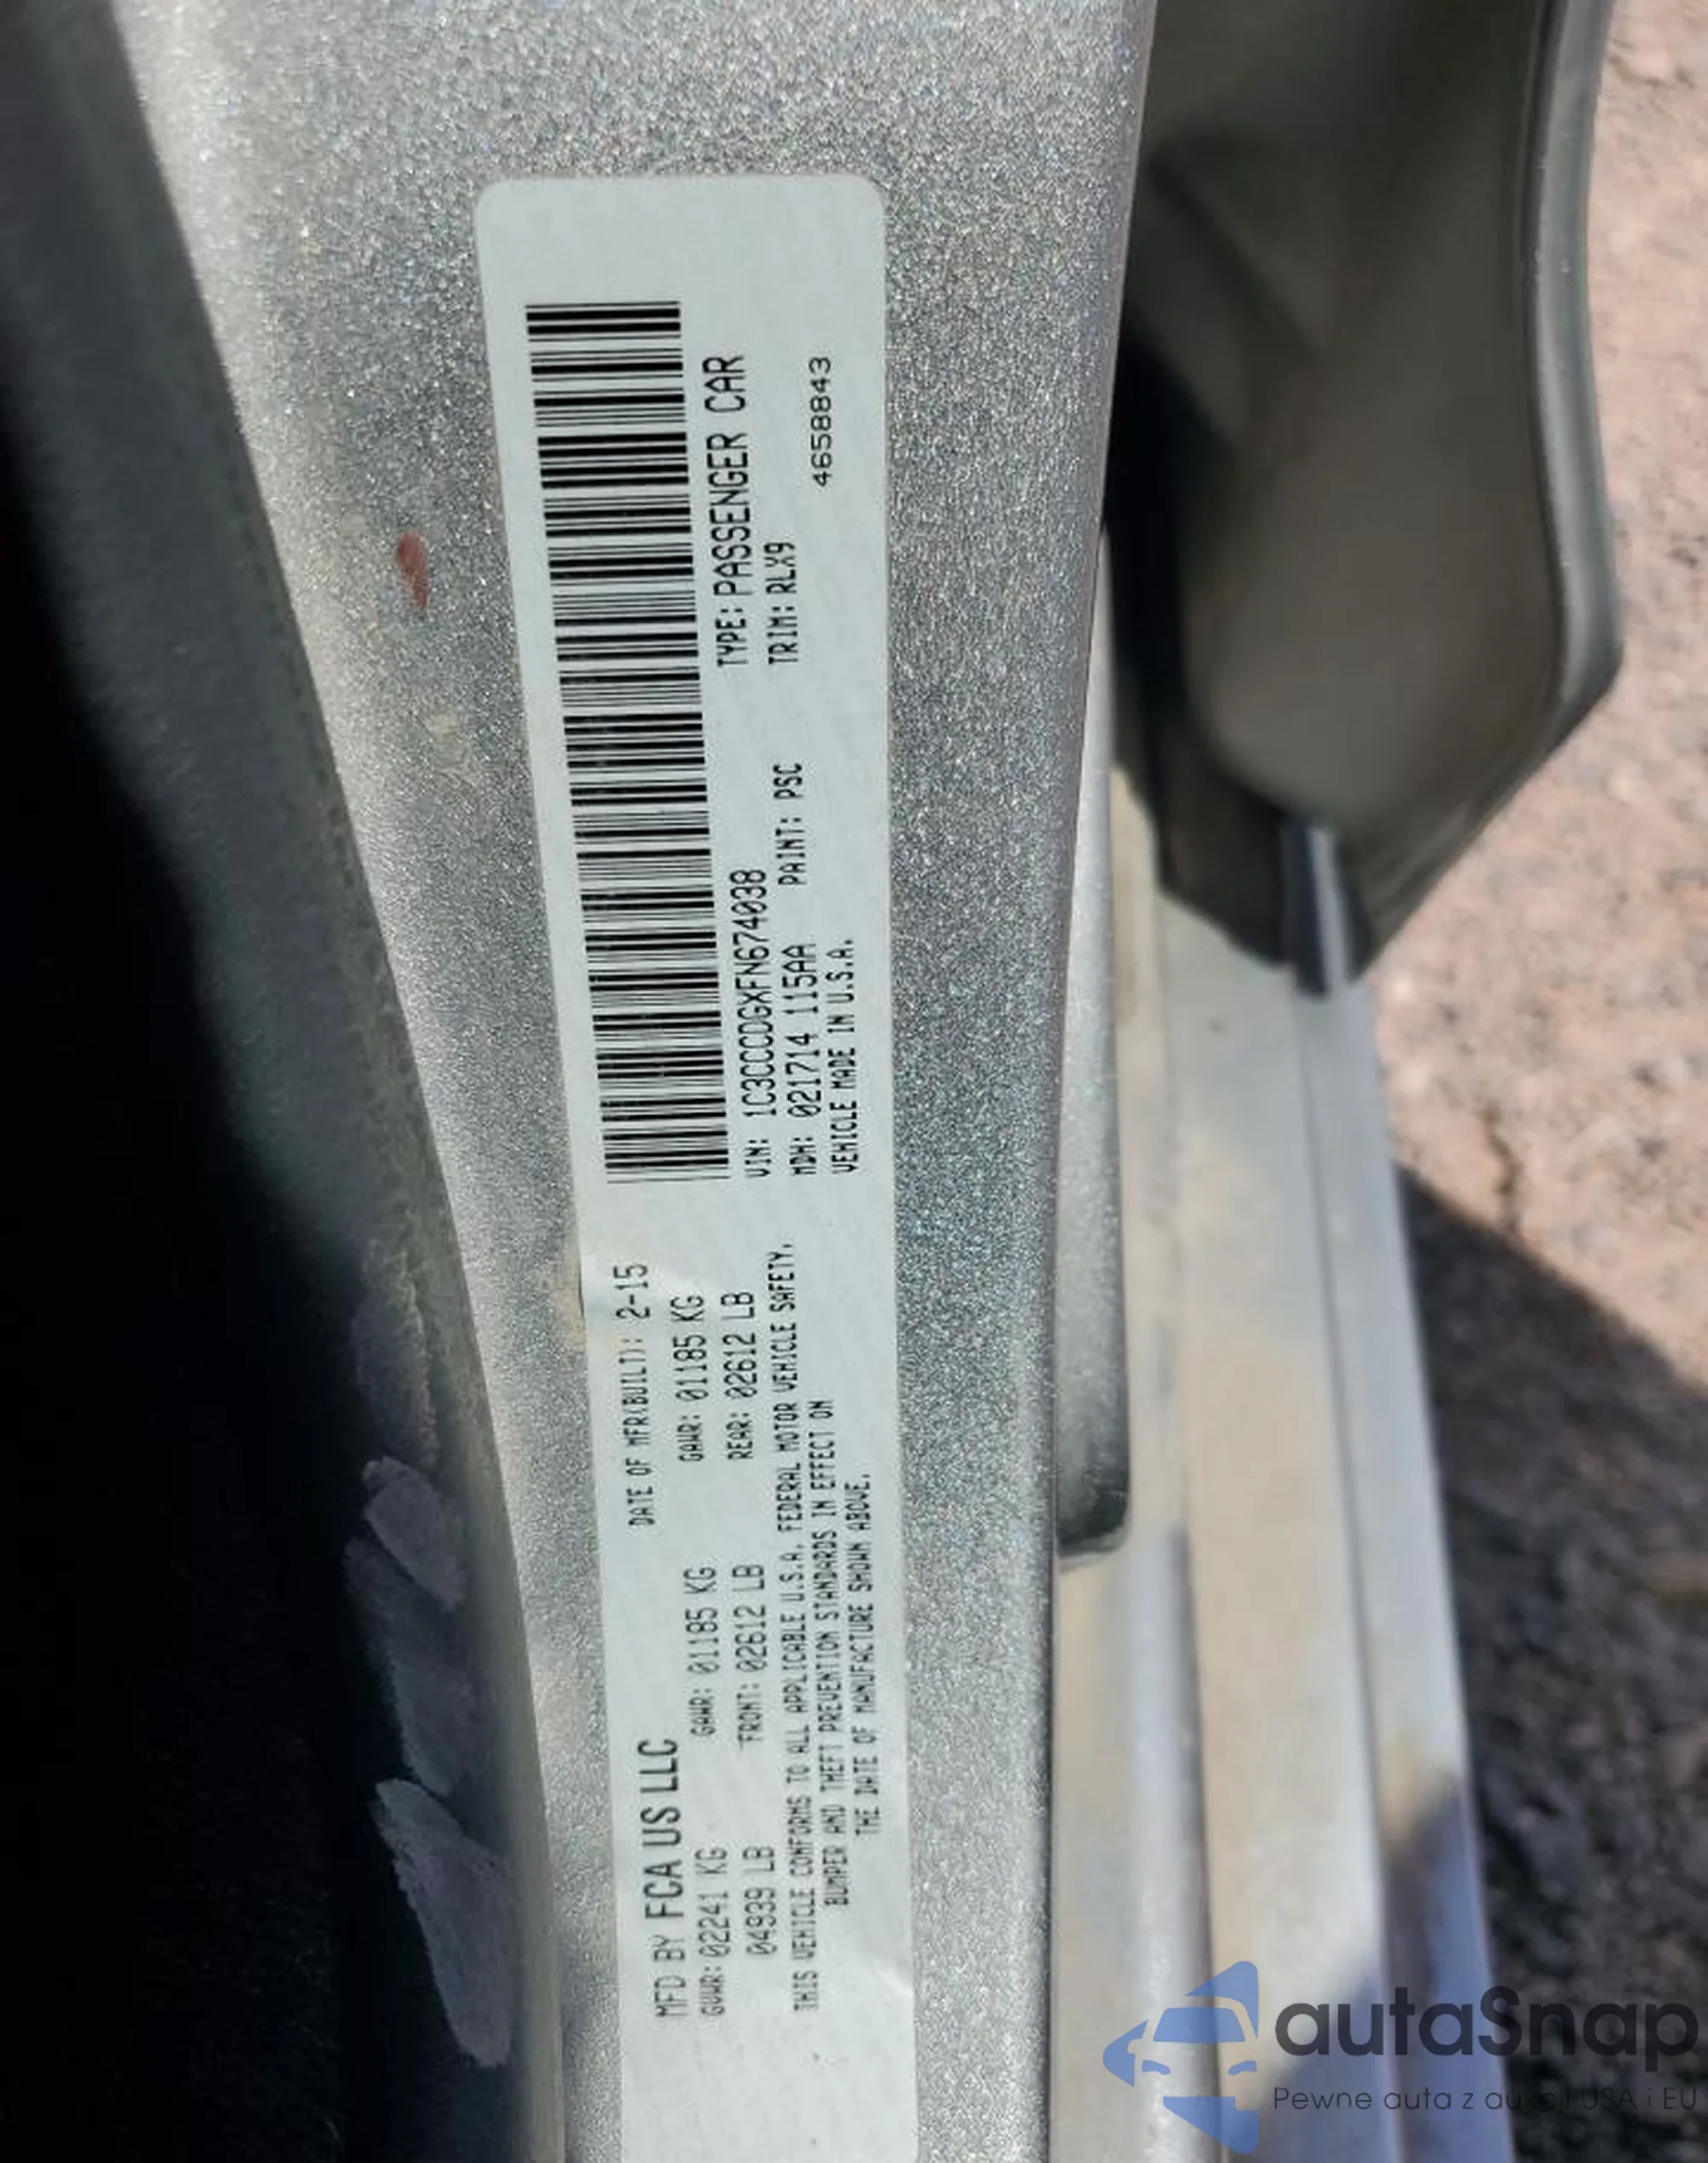 MFD BY FCA US LLC DATE OF MFR(BUILT): 2-15
GVWR: 02241 KG GAWR: 01185 KG GAWR: 01185 KG
04939 LB FRONT: 02612 LB REAR: 02612 LB
THIS VEHICLE CONFORMS TO ALL APPLICABLE U.S.A. FEDERAL MOTOR VEHICLE SAFETY,
BUMPER AND THEFT PREVENTION STANDARDS IN EFFECT ON
THE DATE OF MANUFACTURE SHOWN ABOVE.
VIN: 1C3CCCDGXFN674038 TYPE: PASSENGER CAR
MDH: 021714 115AA PAINT: PSC TRIM: RLX9
VEHICLE MADE IN U.S.A. 4658843
autaSnap
Pewne auta z aukcji USA i EU